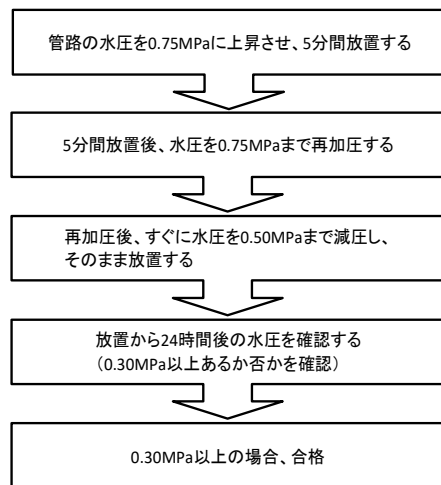 管路の水圧を0.75MPaに上昇させ、5分間放置する
5分間放置後、水圧を0.75MPaまで再加圧する
再加圧後、すぐに水圧を0.50MPaまで減圧し、
そのまま放置する
放置から24時間後の水圧を確認する
（0.30MPa以上あるか否かを確認）
0.30MPa以上の場合、合格